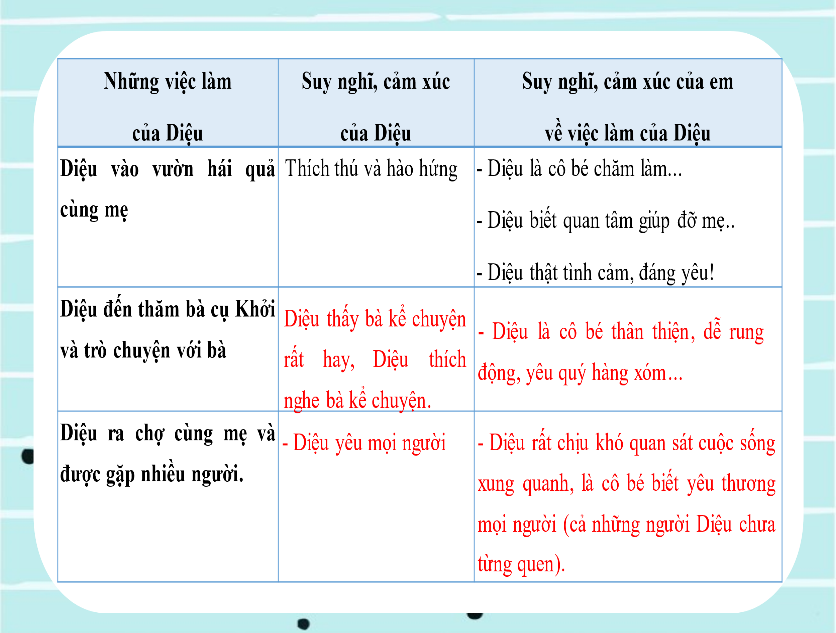 Những việc làm
của Diệu
Suy nghĩ, cảm xúc
của Diệu
Suy nghĩ, cảm xúc của em
về việc làm của Diệu
Diệu vào vườn hái quả
cùng mẹ
Thích thú và hào hứng
- Diệu là cô bé chăm làm...
- Diệu biết quan tâm giúp đỡ mẹ..
- Diệu thật tình cảm, đáng yêu!
Diệu đến thăm bà cụ Khởi
và trò chuyện với bà
Diệu thấy bà kể chuyện
rất hay, Diệu thích
nghe bà kể chuyện.
- Diệu là cô bé thân thiện, dễ rung
động, yêu quý hàng xóm...
Diệu ra chợ cùng mẹ và
được gặp nhiều người.
- Diệu yêu mọi người
- Diệu rất chịu khó quan sát cuộc sống
xung quanh, là cô bé biết yêu thương
mọi người (cả những người Diệu chưa
từng quen).